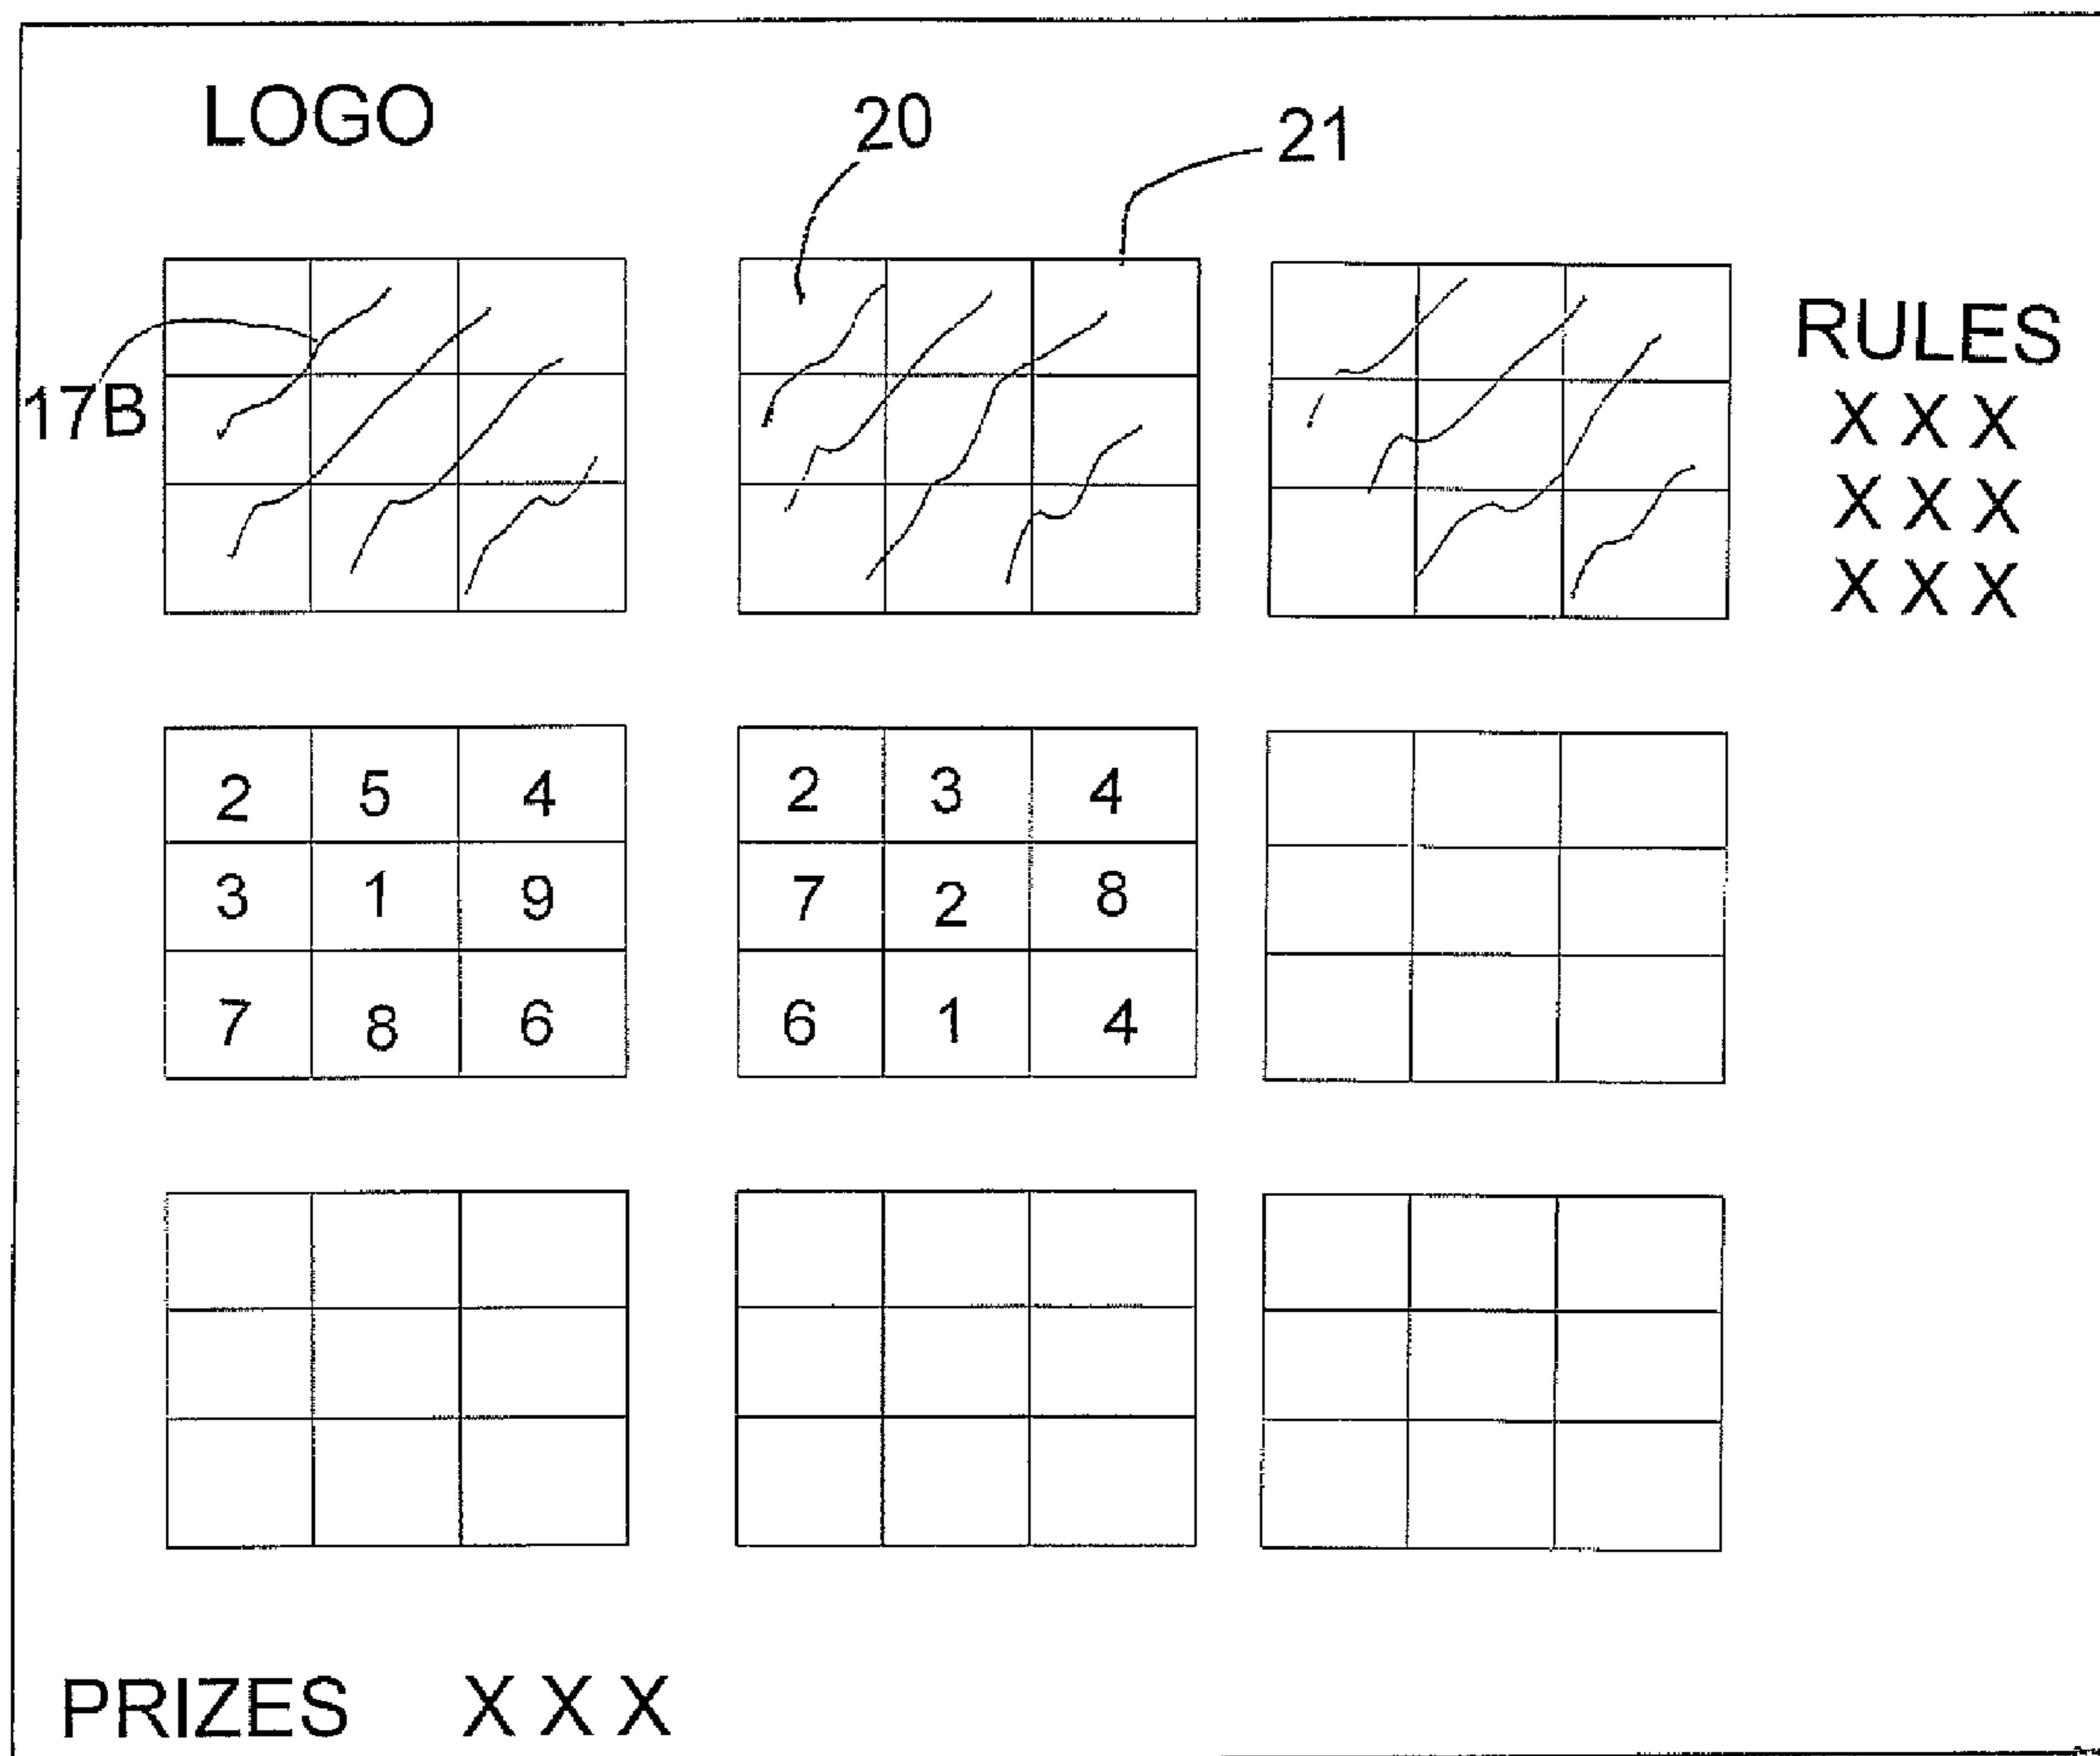 LOGO
20
21
17B
RULES
X X X
X X X
X X X
2 5 4
3 1 9
7 8 6
2 3 4
7 2 8
6 1 4
PRIZES X X X